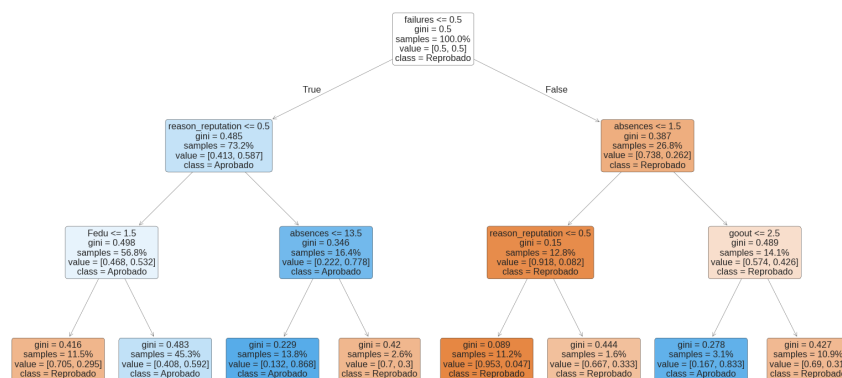 failures <= 0.5
gini = 0.5
samples = 100.0%
value = [0.5, 0.5]
class = Reprobado
True
False
reason_reputation <= 0.5
gini = 0.485
samples = 73.2%
value = [0.413, 0.587]
class = Aprobado
absences <= 1.5
gini = 0.387
samples = 26.8%
value = [0.738, 0.262]
class = Reprobado
Fedu <= 1.5
gini = 0.498
samples = 56.8%
value = [0.468, 0.532]
class = Aprobado
absences <= 13.5
gini = 0.346
samples = 16.4%
value = [0.222, 0.778]
class = Aprobado
reason_reputation <= 0.5
gini = 0.15
samples = 12.8%
value = [0.918, 0.082]
class = Reprobado
goout <= 2.5
gini = 0.489
samples = 14.1%
value = [0.574, 0.426]
class = Reprobado
gini = 0.416
samples = 11.5%
value = [0.705, 0.295]
class = Reprobado
gini = 0.483
samples = 45.3%
value = [0.408, 0.592]
class = Aprobado
gini = 0.229
samples = 13.8%
value = [0.132, 0.868]
class = Aprobado
gini = 0.42
samples = 2.6%
value = [0.7, 0.3]
class = Reprobado
gini = 0.089
samples = 11.2%
value = [0.953, 0.047]
class = Reprobado
gini = 0.444
samples = 1.6%
value = [0.667, 0.333]
class = Reprobado
gini = 0.278
samples = 3.1%
value = [0.167, 0.833]
class = Aprobado
gini = 0.427
samples = 10.9%
value = [0.69, 0.31
class = Reprobado